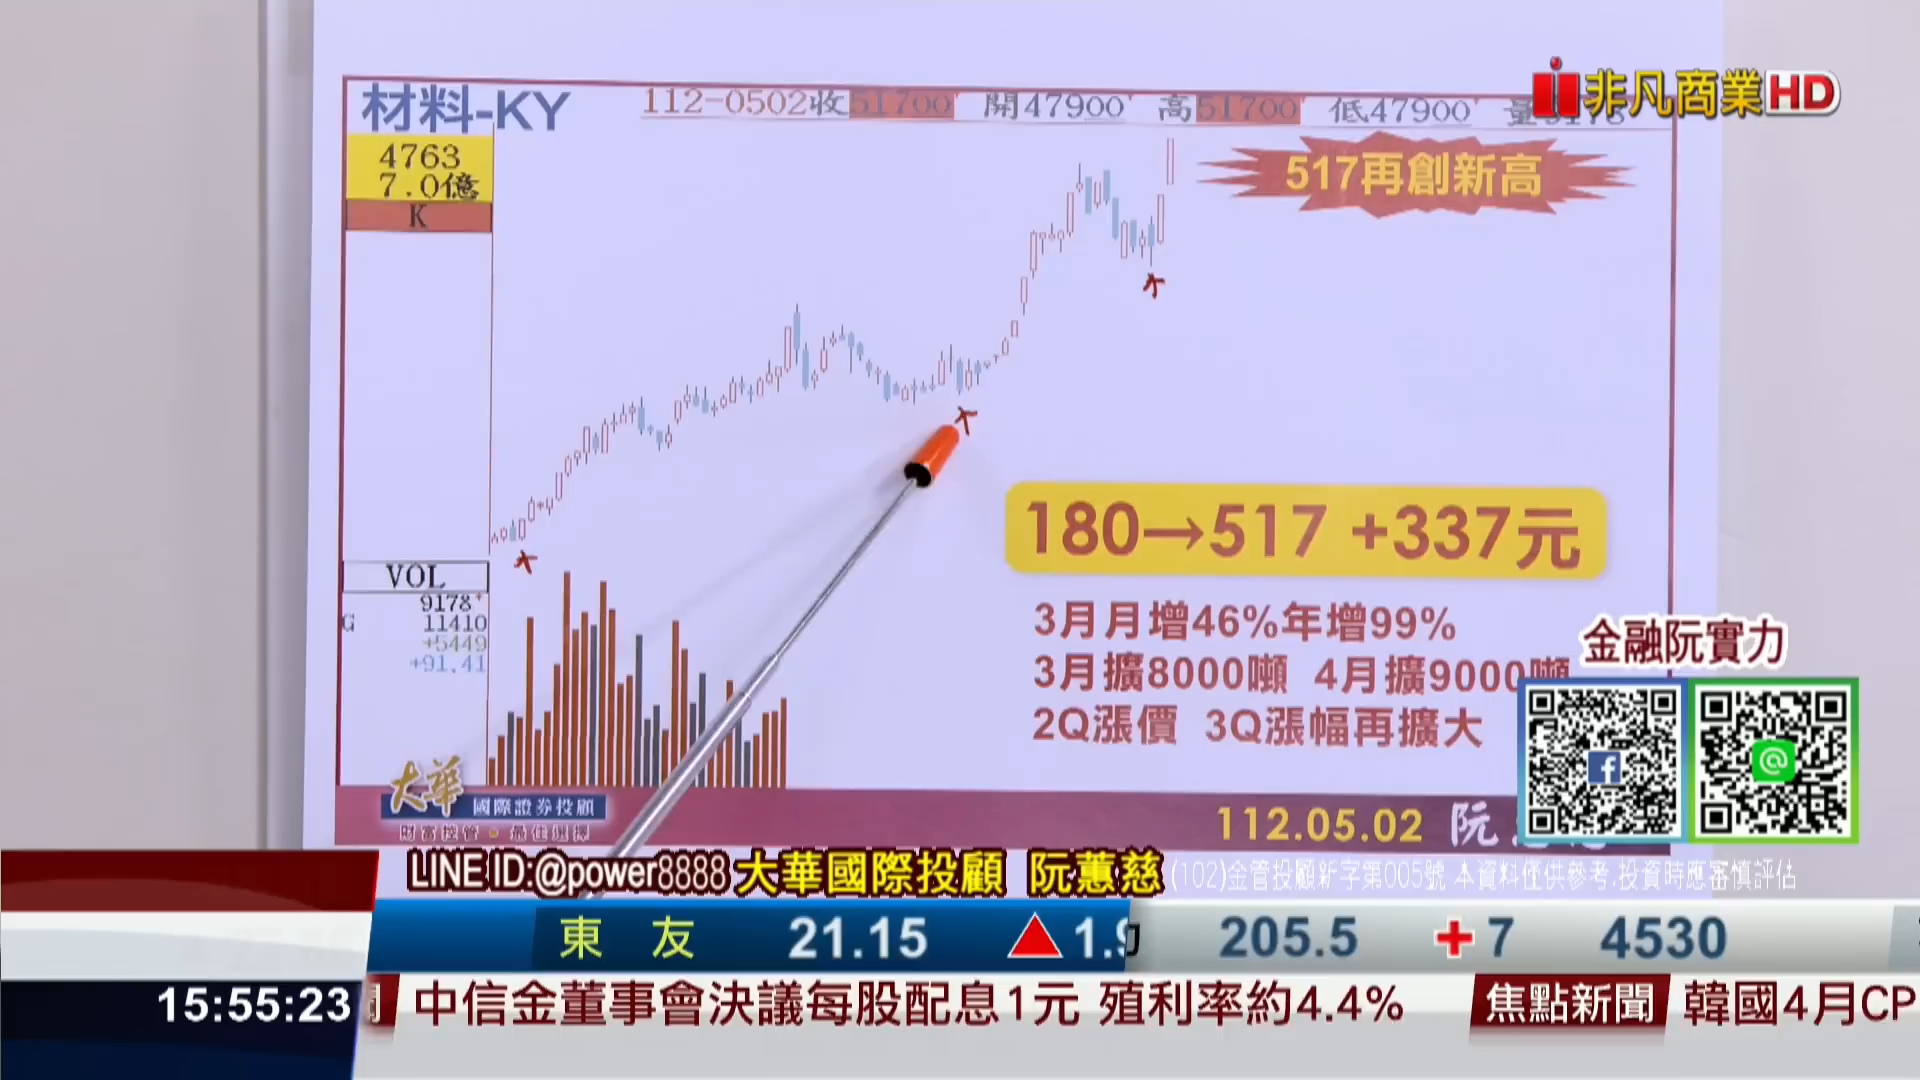 非凡商業HD
材料-KY
112-0502收51700 開47900 高51700 低47900
4763
7.0億
K
517再創新高
180→517 +337元
VOL
9178
G 11410
+5449
+91.41
3月月增46%年增99%
3月擴8000噸 4月擴9000噸
2Q漲價 3Q漲幅再擴大
金融阮實力
大華 國際證券投顧
財富控管 最佳選擇
112.05.02 阮
LINE ID:@power8888 大華國際投顧 阮蕙慈 (102)金管投顧新字第005號 本資料僅供參考,投資時應審慎評估
東友 21.15 ▲1.9 205.5 +7 4530
15:55:23 中信金董事會決議每股配息1元 殖利率約4.4% 焦點新聞 韓國4月CP